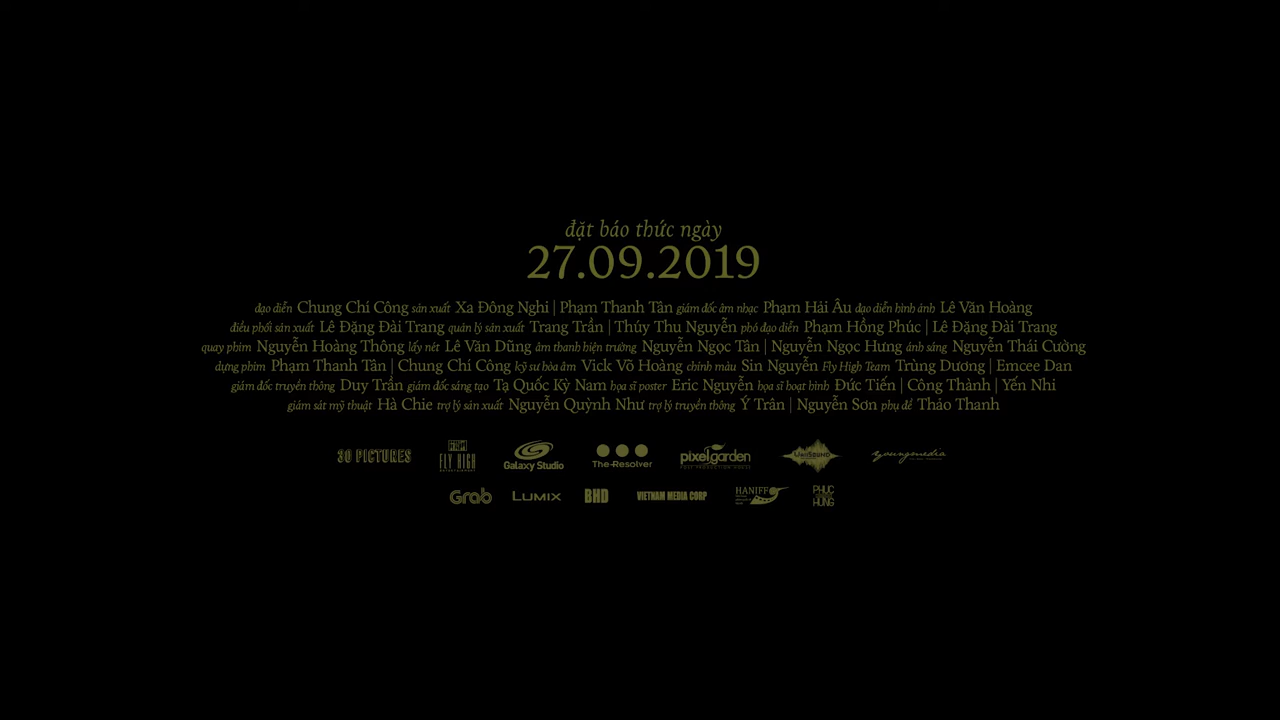 đặt báo thức ngày
27.09.2019
đạo diễn Chung Chí Công sản xuất Xa Đông Nghi | Phạm Thanh Tân giám đốc âm nhạc Phạm Hải Âu đạo diễn hình ảnh Lê Văn Hoàng
điều phối sản xuất Lê Đặng Đài Trang quản lý sản xuất Trang Trần | Thúy Thu Nguyễn phó đạo diễn Phạm Hồng Phúc | Lê Đặng Đài Trang
quay phim Nguyễn Hoàng Thông lấy nét Lê Văn Dũng âm thanh hiện trường Nguyễn Ngọc Tân | Nguyễn Ngọc Hưng ánh sáng Nguyễn Thái Cường
dựng phim Phạm Thanh Tân | Chung Chí Công kỹ sư hòa âm Vick Võ Hoàng chỉnh màu Sin Nguyễn Fly High Team Trùng Dương | Emcee Dan
giám đốc truyền thông Duy Trần giám đốc sáng tạo Tạ Quốc Kỳ Nam họa sĩ poster Eric Nguyễn họa sĩ hoạt hình Đức Tiến | Công Thành | Yến Nhi
giám sát mỹ thuật Hà Chie trợ lý sản xuất Nguyễn Quỳnh Như trợ lý truyền thông Ý Trân | Nguyễn Sơn phụ đề Thảo Thanh
30 PICTURES FLY HIGH Galaxy Studio The Resolver pixelgarden UniSound youngmedia
Grab LUMIX BHD VIETNAM MEDIA CORP HANIFF PHUC HUNG